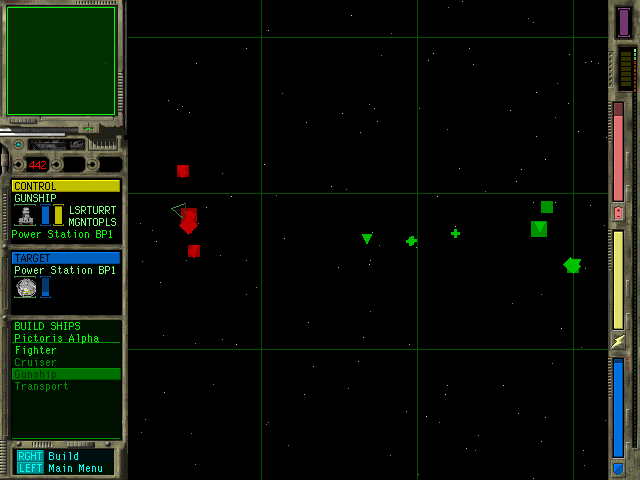 442
CONTROL
GUNSHIP
LSRTURRT
MGNTOPLS
Power Station BP1
TARGET
Power Station BP1
BUILD SHIPS
Pictoris Alpha
Fighter
Cruiser
Gunship
Transport
RGHT Build
LEFT Main Menu